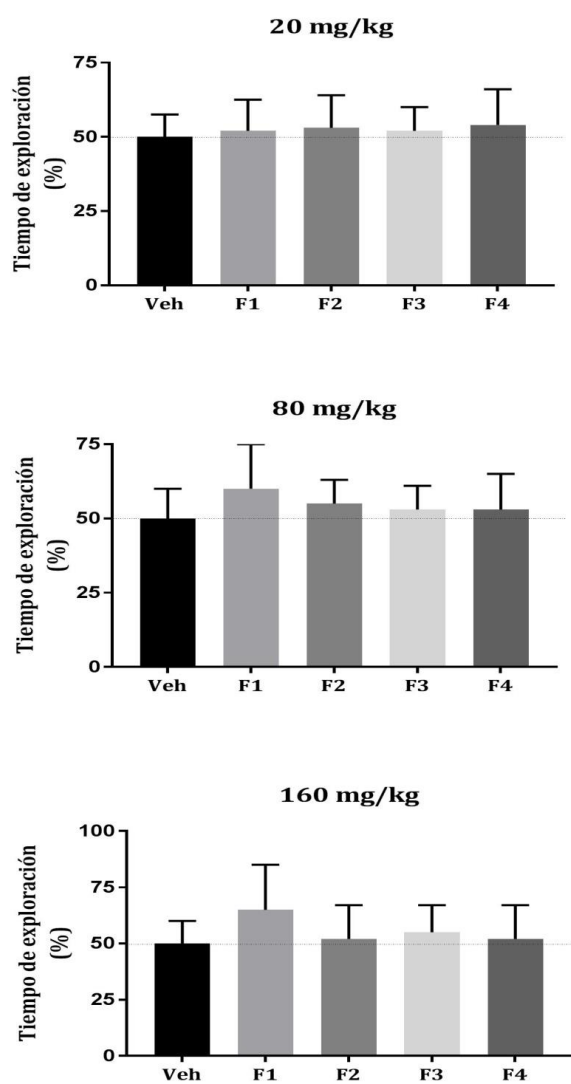 20 mg/kg
Tiempo de exploración
(%)
75
50
25
0
Veh F1 F2 F3 F4
80 mg/kg
Tiempo de exploración
(%)
75
50
25
0
Veh F1 F2 F3 F4
160 mg/kg
Tiempo de exploración
(%)
100
75
50
25
0
Veh F1 F2 F3 F4